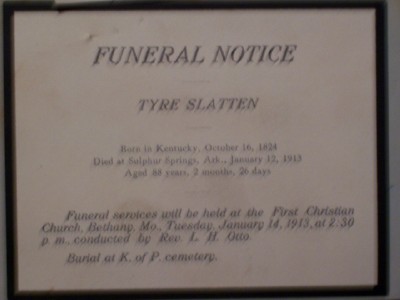 FUNERAL NOTICE
TYRE SLATTEN
Born in Kentucky, October 16, 1824
Died at Sulphur Springs, Ark., January 12, 1913
Aged 88 years, 2 months, 26 days
Funeral services will be held at the First Christian
Church, Bethany, Mo., Tuesday, January 14, 1913, at 2:30
p. m., conducted by Rev. L. H. Otto.
Burial at K. of P. cemetery.